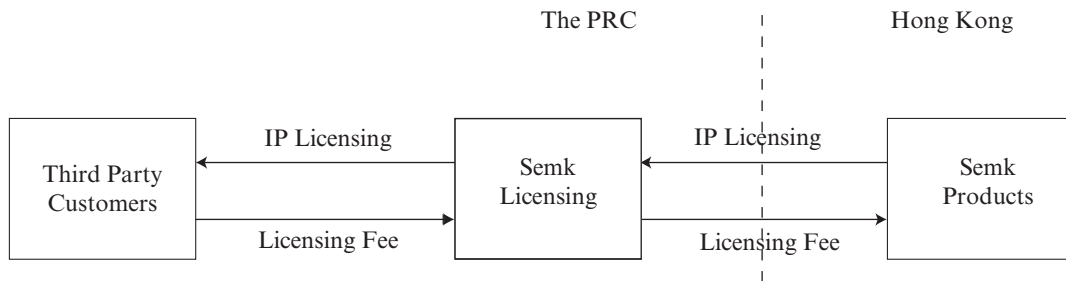 The PRC
Hong Kong
IP Licensing
IP Licensing
Third Party
Customers
Semk
Licensing
Semk
Products
Licensing Fee
Licensing Fee